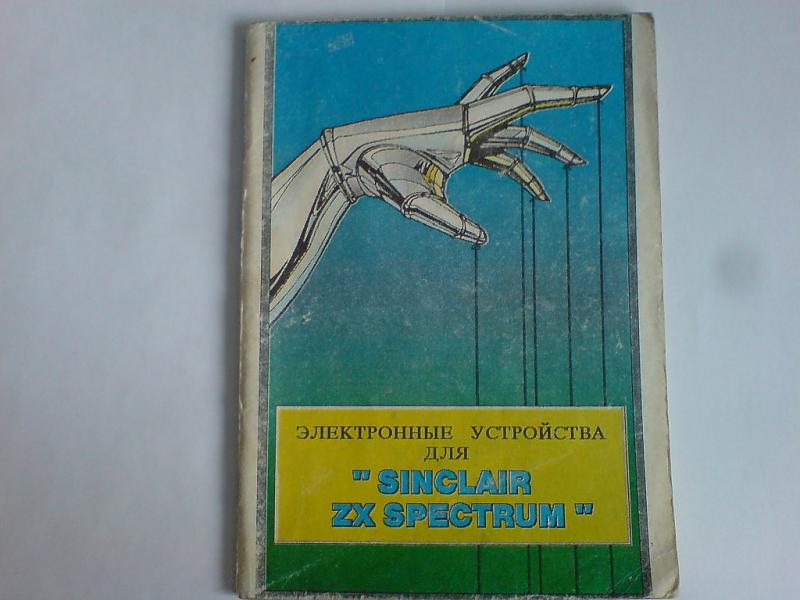 ЭЛЕКТРОННЫЕ УСТРОЙСТВА
ДЛЯ
" SINCLAIR
ZX SPECTRUM "